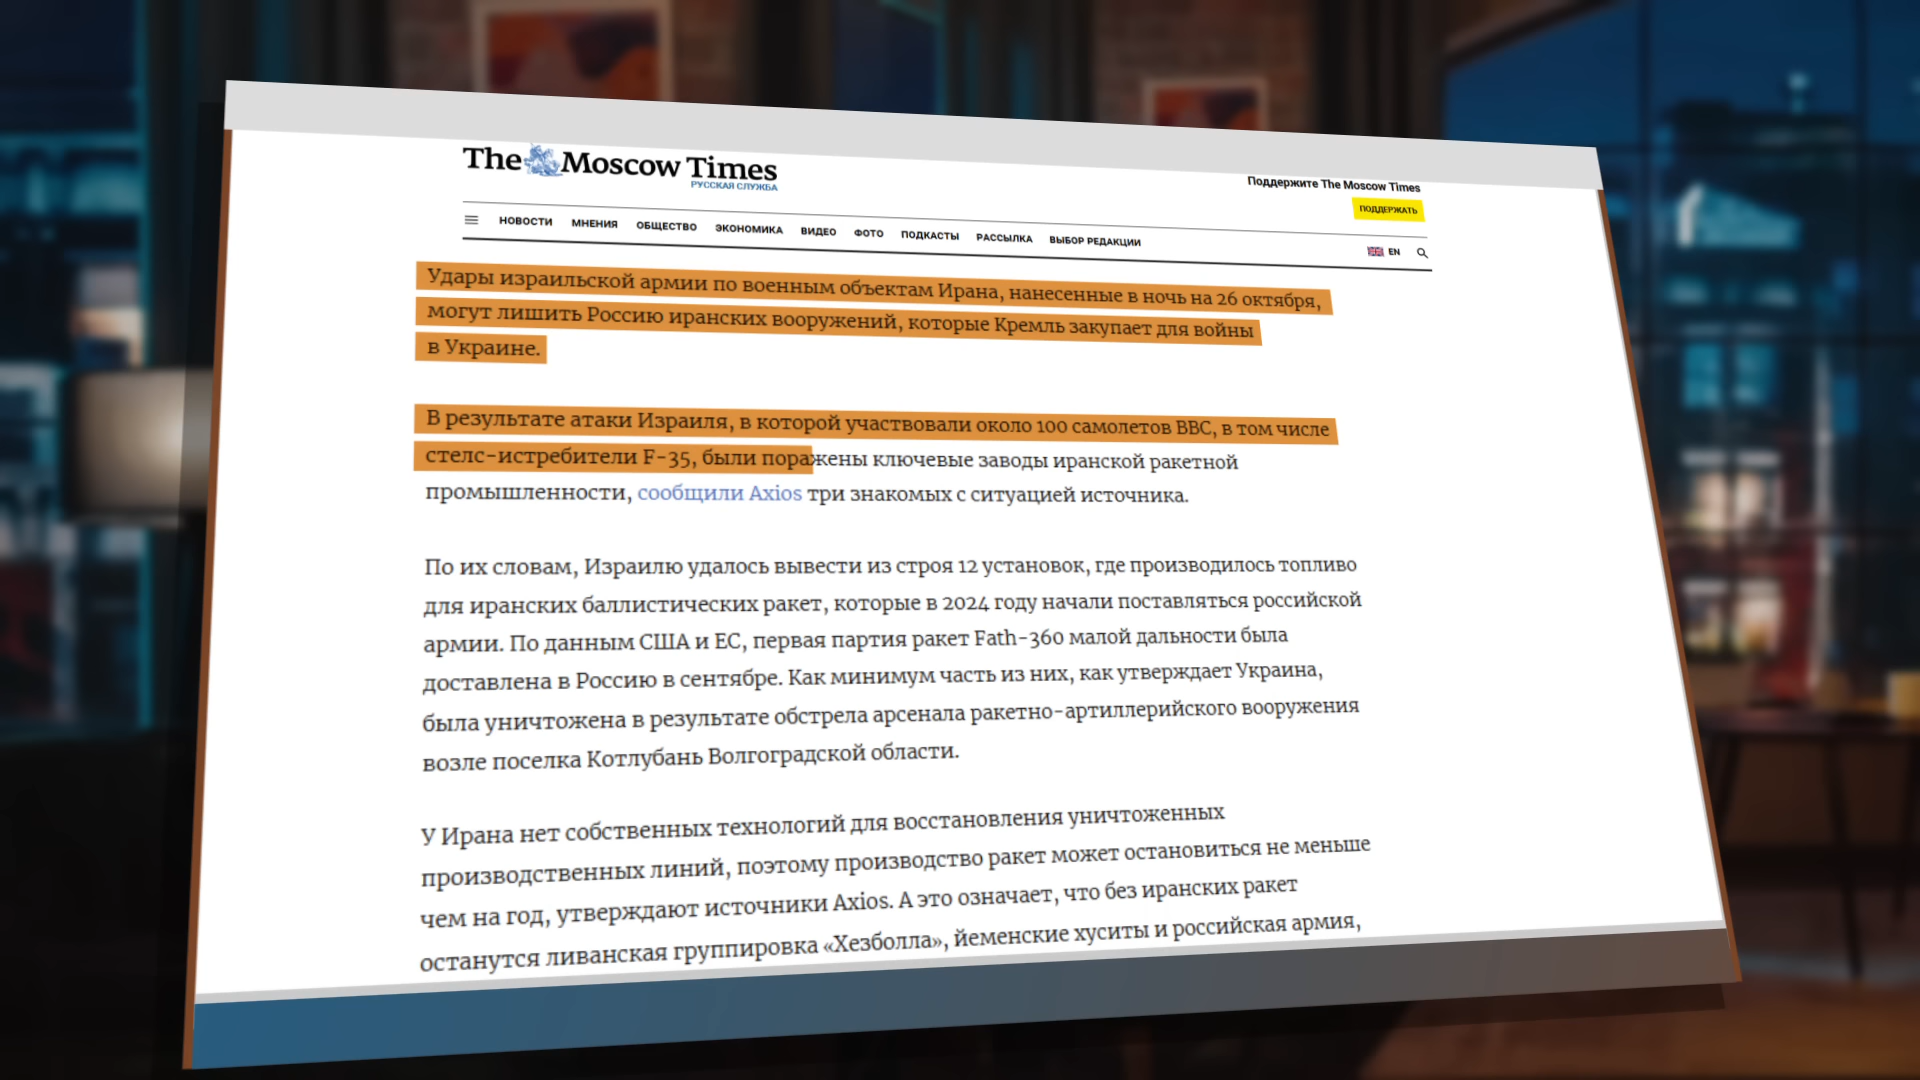 The Moscow Times
РУССКАЯ СЛУЖБА
Поддержите The Moscow Times
ПОДДЕРЖАТЬ
НОВОСТИ МНЕНИЯ ОБЩЕСТВО ЭКОНОМИКА ВИДЕО ФОТО ПОДКАСТЫ РАССЫЛКА ВЫБОР РЕДАКЦИИ EN
Удары израильской армии по военным объектам Ирана, нанесенные в ночь на 26 октября,
могут лишить Россию иранских вооружений, которые Кремль закупает для войны
в Украине.
В результате атаки Израиля, в которой участвовали около 100 самолетов ВВС, в том числе
стелс-истребители F-35, были поражены ключевые заводы иранской ракетной
промышленности, сообщили Axios три знакомых с ситуацией источника.
По их словам, Израилю удалось вывести из строя 12 установок, где производилось топливо
для иранских баллистических ракет, которые в 2024 году начали поставляться российской
армии. По данным США и ЕС, первая партия ракет Fath-360 малой дальности была
доставлена в Россию в сентябре. Как минимум часть из них, как утверждает Украина,
была уничтожена в результате обстрела арсенала ракетно-артиллерийского вооружения
возле поселка Котлубань Волгоградской области.
У Ирана нет собственных технологий для восстановления уничтоженных
производственных линий, поэтому производство ракет может остановиться не меньше
чем на год, утверждают источники Axios. А это означает, что без иранских ракет
останутся ливанская группировка «Хезболла», йеменские хуситы и российская армия,